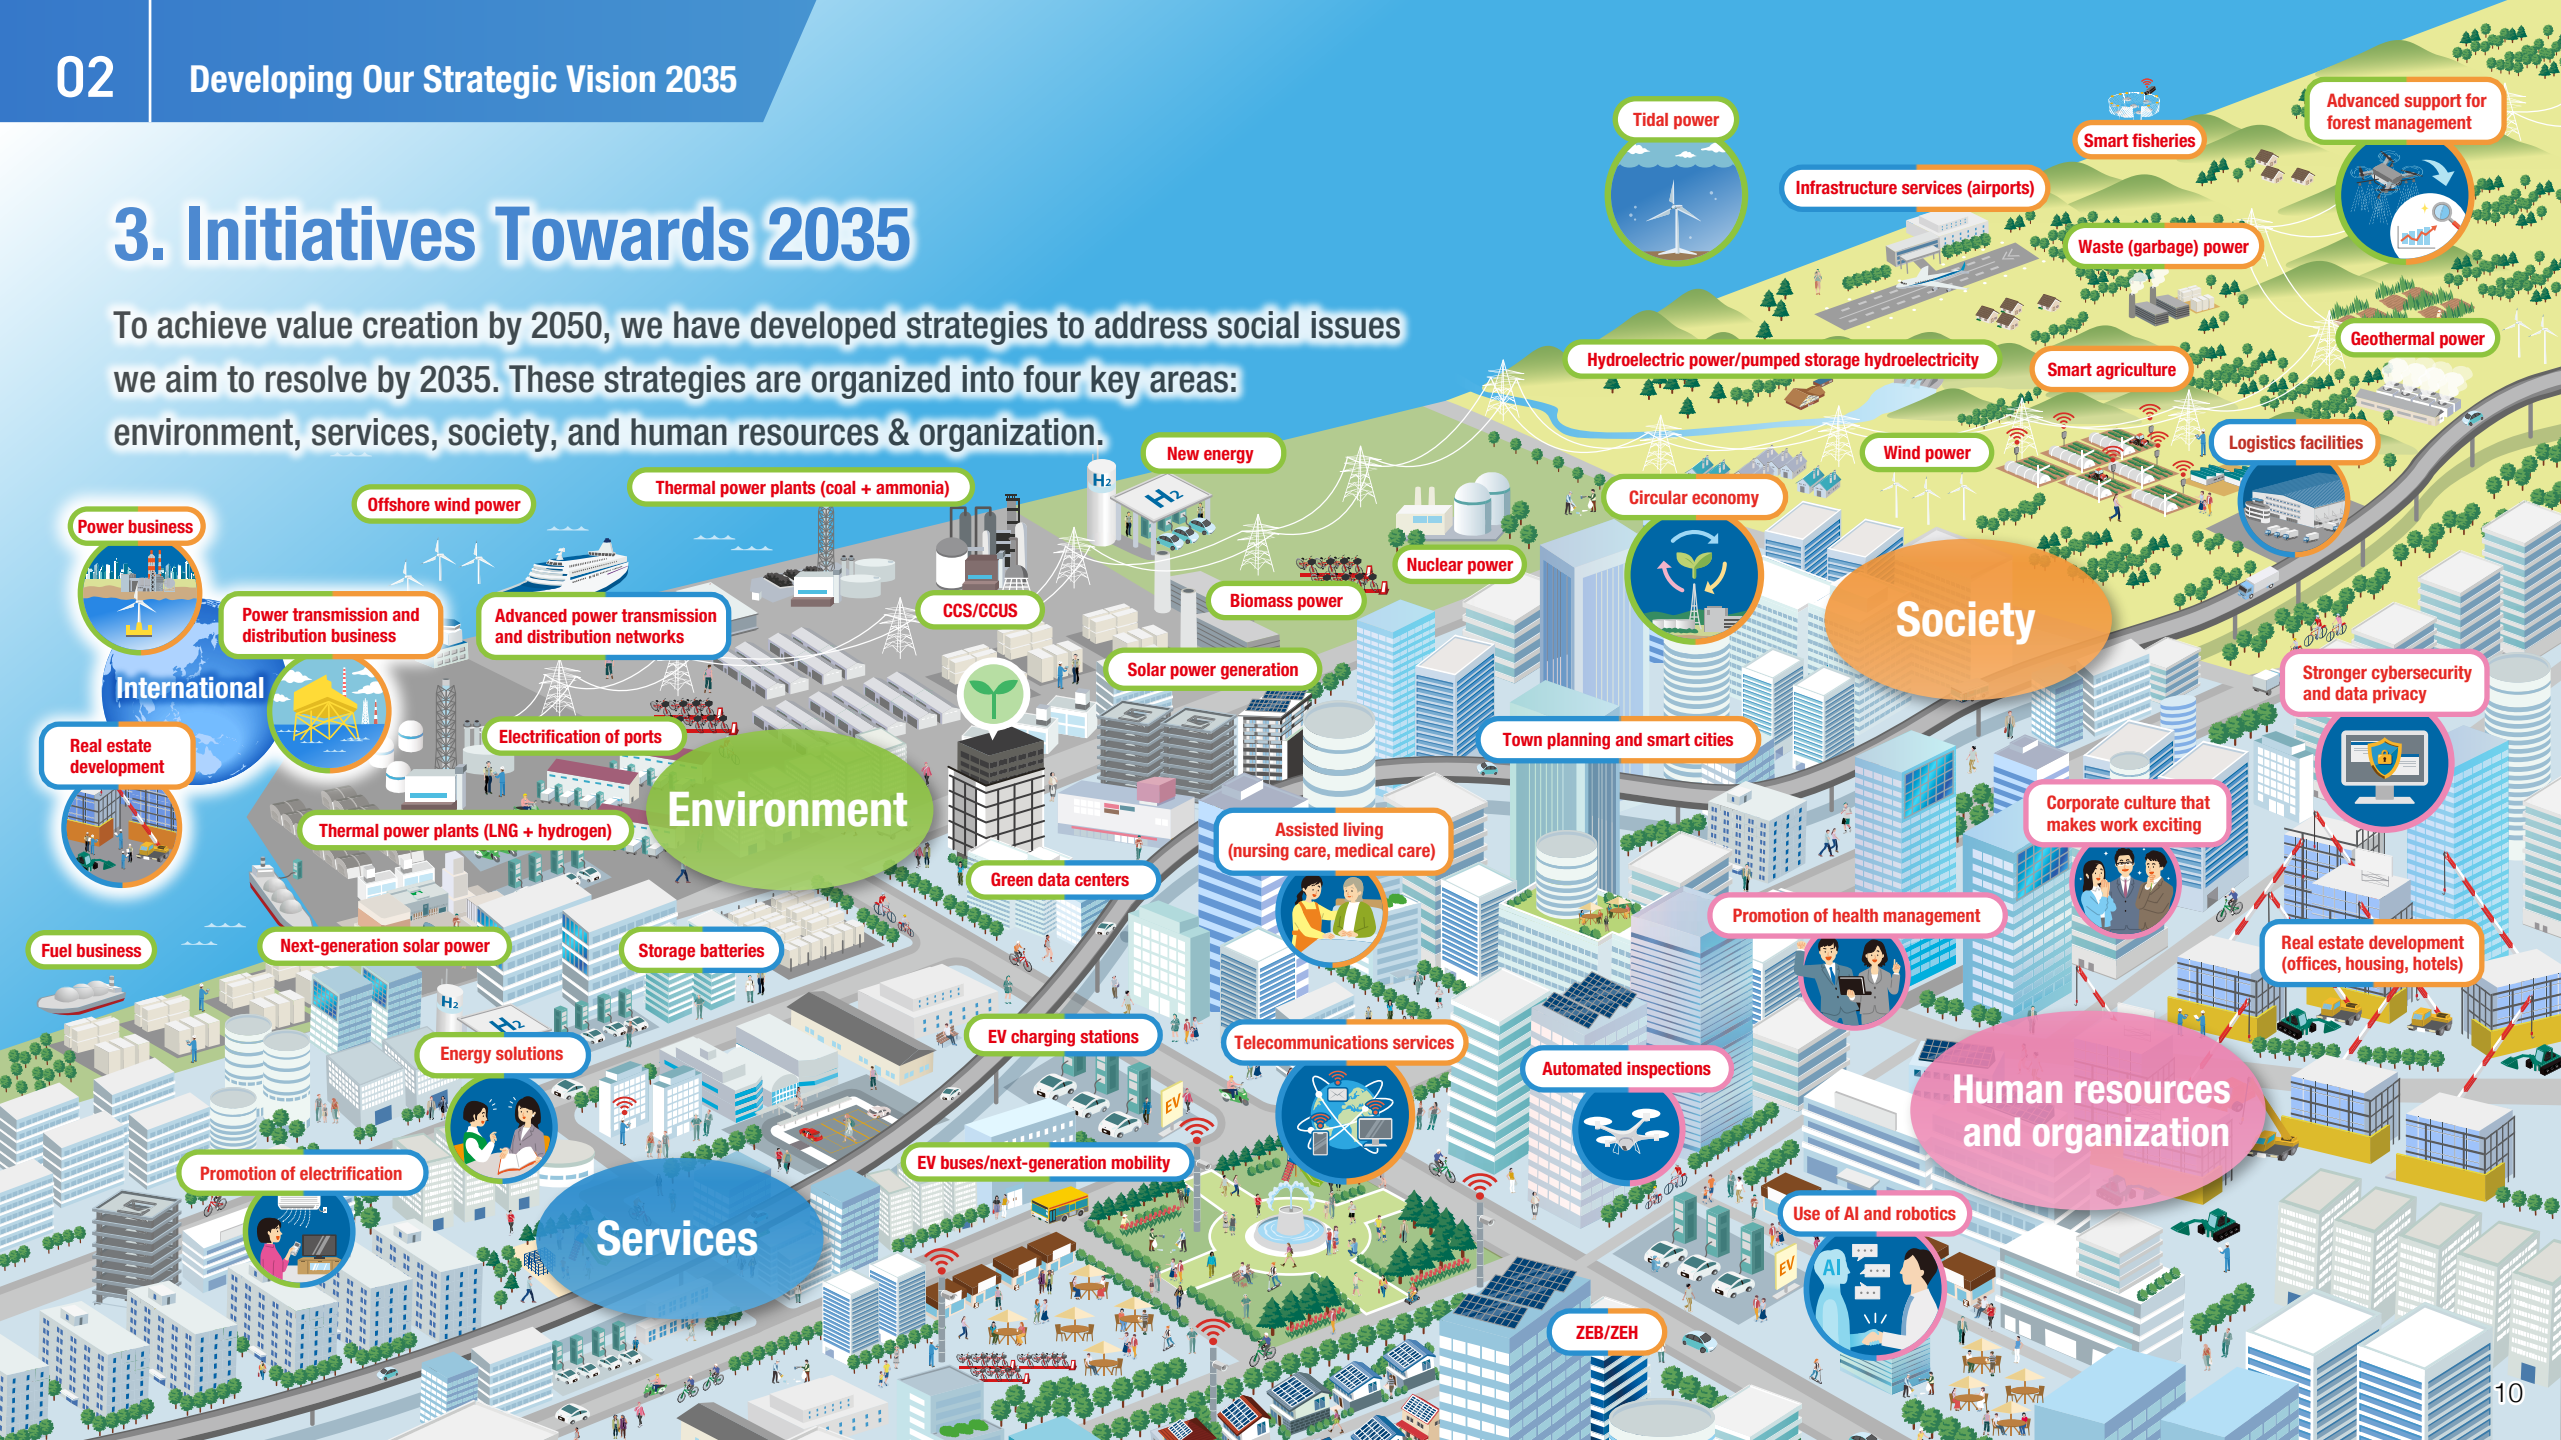 02
Developing Our Strategic Vision 2035
3. Initiatives Towards 2035
To achieve value creation by 2050, we have developed strategies to address social issues
we aim to resolve by 2035. These strategies are organized into four key areas:
environment, services, society, and human resources & organization.
Tidal power
Smart fisheries
Advanced support for
forest management
Infrastructure services (airports)
Waste (garbage) power
Geothermal power
Hydroelectric power/pumped storage hydroelectricity
Smart agriculture
Logistics facilities
Wind power
New energy
H2
H2
Thermal power plants (coal + ammonia)
Offshore wind power
Power business
Circular economy
Nuclear power
Biomass power
CCS/CCUS
Power transmission and
distribution business
Advanced power transmission
and distribution networks
Society
Solar power generation
Stronger cybersecurity
and data privacy
International
Real estate
development
Electrification of ports
Town planning and smart cities
Environment
Thermal power plants (LNG + hydrogen)
Assisted living
(nursing care, medical care)
Corporate culture that
makes work exciting
Green data centers
Promotion of health management
Real estate development
(offices, housing, hotels)
Fuel business
Next-generation solar power
Storage batteries
H2
H2
Energy solutions
EV charging stations
Telecommunications services
Automated inspections
EV
Human resources
and organization
Promotion of electrification
EV buses/next-generation mobility
Services
Use of AI and robotics
EV
AI
ZEB/ZEH
10